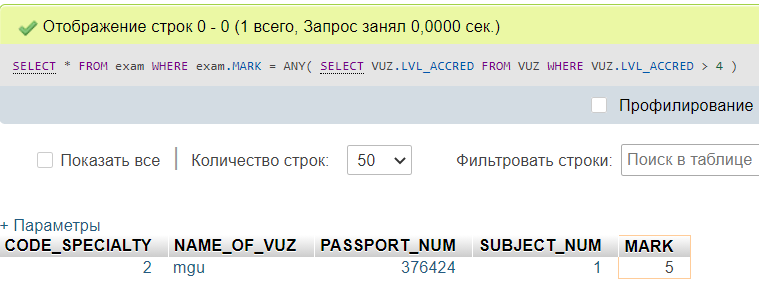 Отображение строк 0 - 0 (1 всего, Запрос занял 0,0000 сек.)
SELECT * FROM exam WHERE exam.MARK = ANY( SELECT VUZ.LVL_ACCRED FROM VUZ WHERE VUZ.LVL_ACCRED > 4 )
Профилирование
Показать все | Количество строк: 50 Фильтровать строки: Поиск в таблице
+ Параметры
CODE_SPECIALTY NAME_OF_VUZ PASSPORT_NUM SUBJECT_NUM MARK
2 mgu 376424 1 5